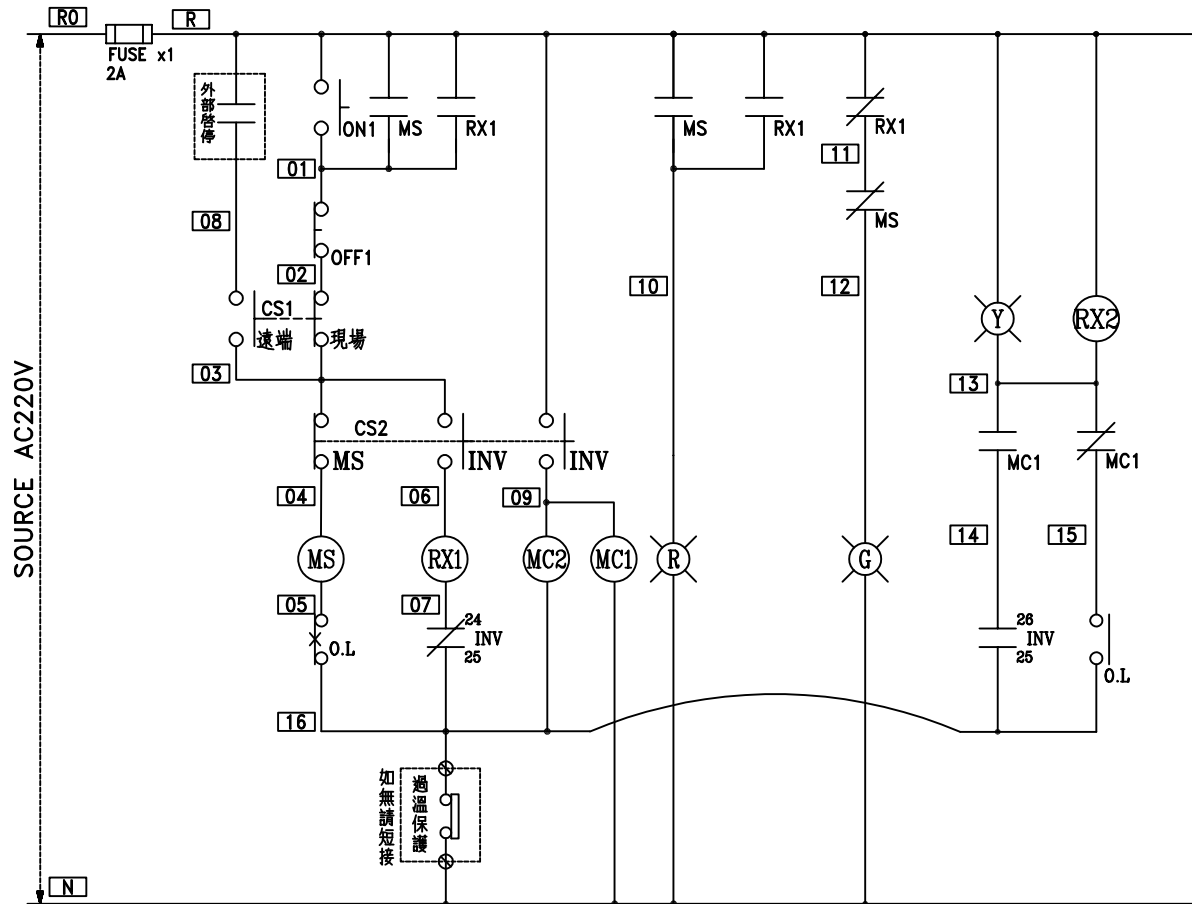 R0
R
FUSE x1
2A
外部啓停
ON1
MS
RX1
MS
RX1
RX1
01
11
08
OFF1
MS
02
10
12
CS1
遠端
現場
Y
RX2
03
13
CS2
MS
INV
INV
MC1
MC1
04
06
09
14
15
MS
RX1
MC2
MC1
R
G
05
07
24
INV
25
O.L
26
INV
25
O.L
16
如無請短接
過溫保護
N
SOURCE AC220V